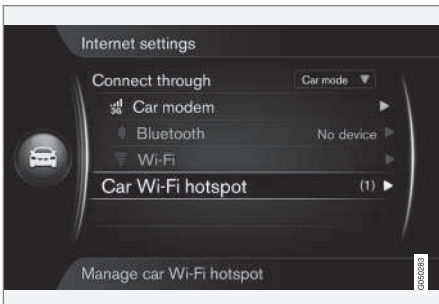 Internet settings
Connect through Car mode
3G Car modem
Bluetooth No device
Wi-Fi
Car Wi-Fi hotspot (1)
Manage car Wi-Fi hotspot
G050283